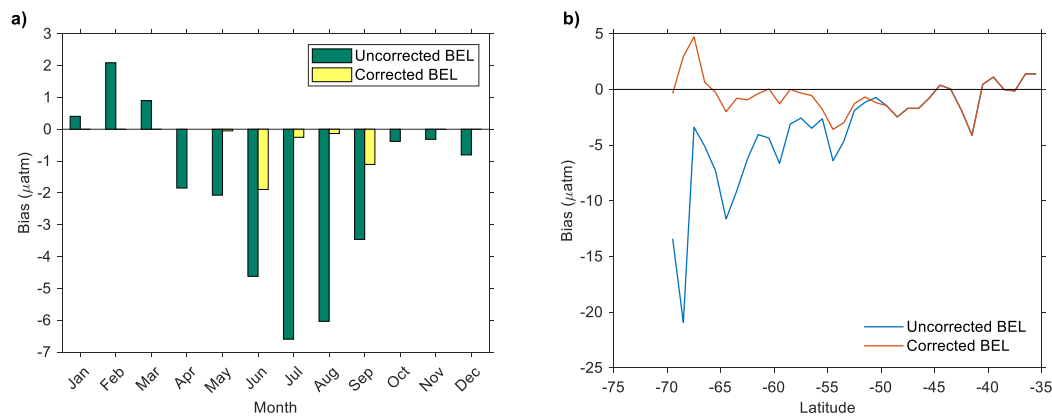 a)
3
2
1
0
-1
-2
-3
-4
-5
-6
-7
Bias (μatm)
Uncorrected BEL
Corrected BEL
Jan Feb Mar Apr May Jun Jul Aug Sep Oct Nov Dec
Month
b)
5
0
-5
-10
-15
-20
-25
Bias (μatm)
Uncorrected BEL
Corrected BEL
-75 -70 -65 -60 -55 -50 -45 -40 -35
Latitude